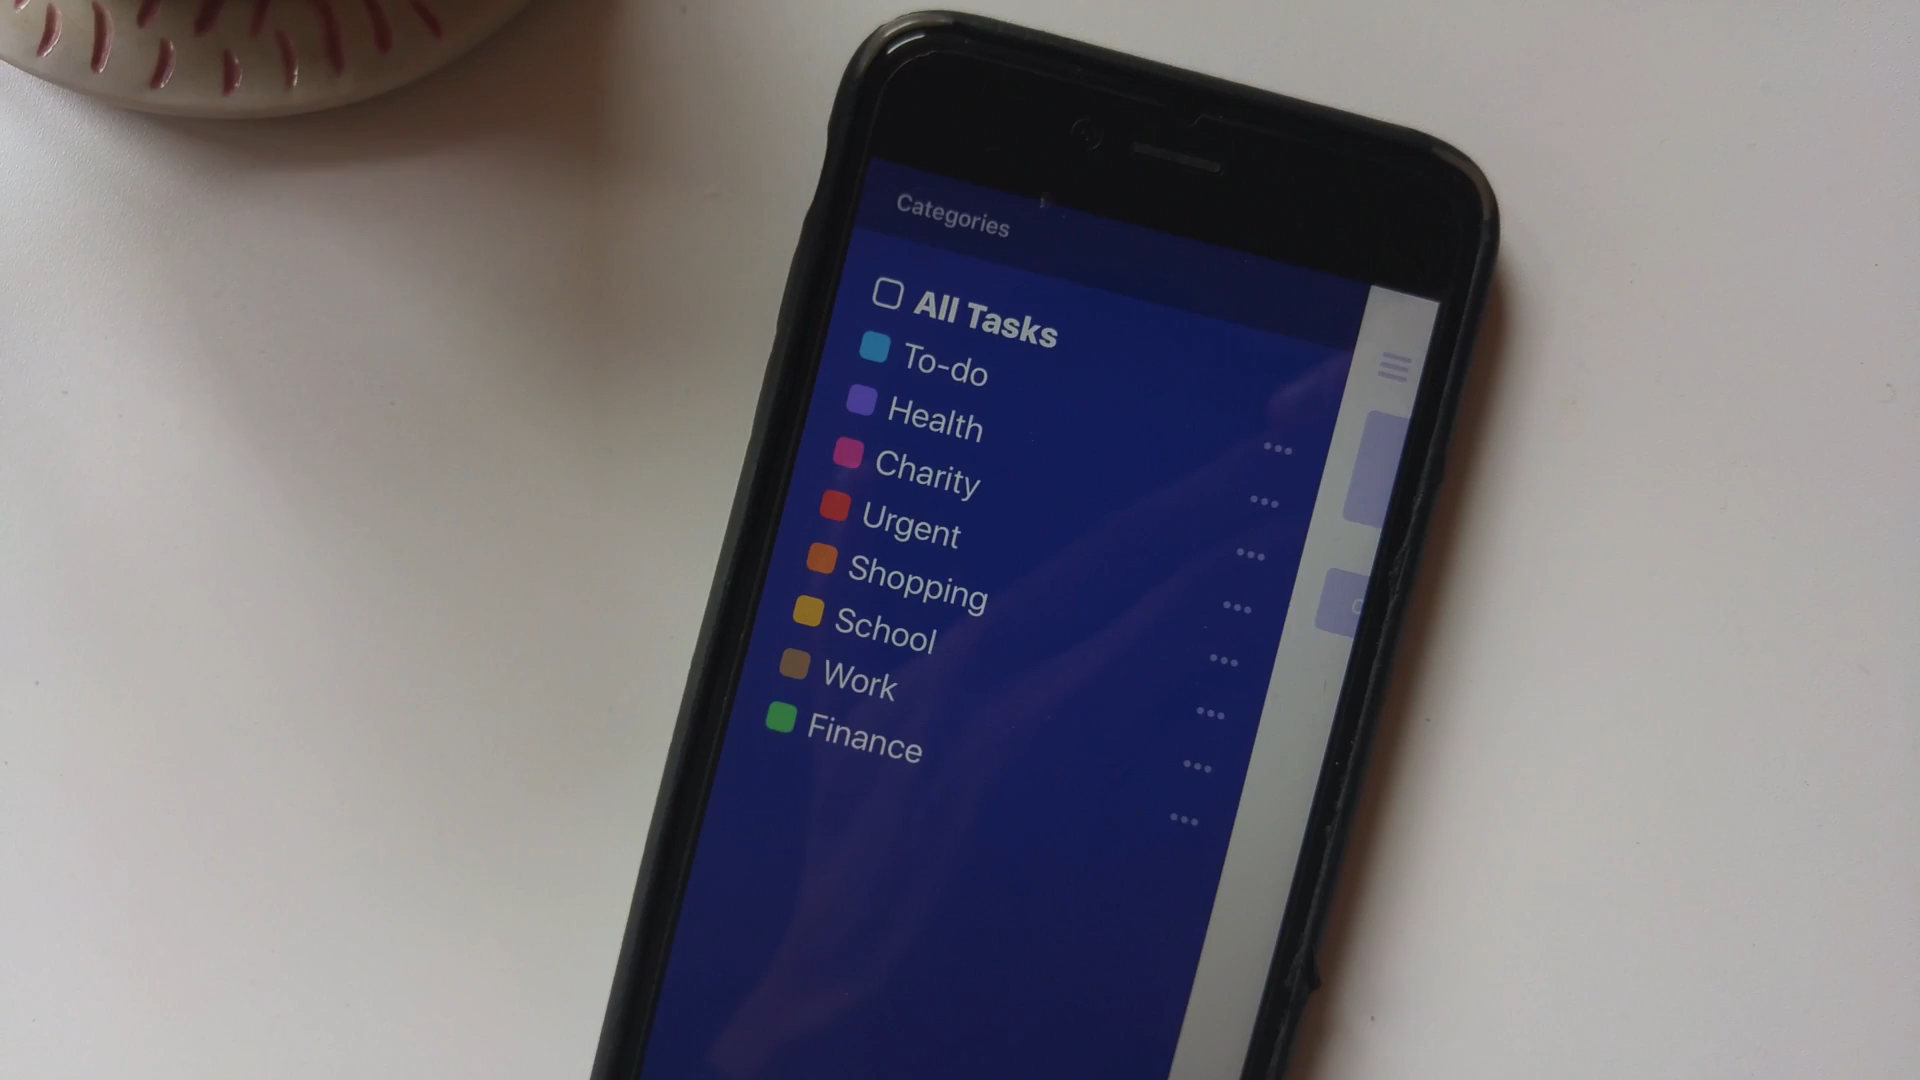 Categories
All Tasks
To-do
Health
Charity
Urgent
Shopping
School
Work
Finance